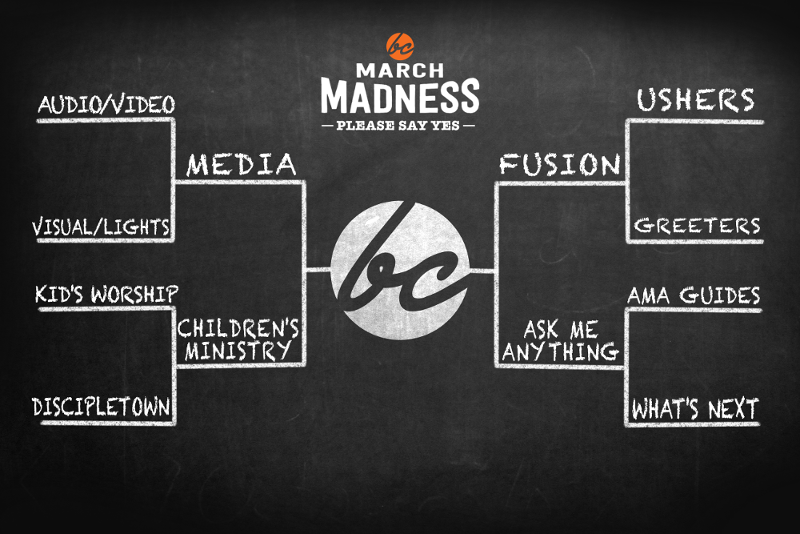 bc
MARCH
MADNESS
PLEASE SAY YES
AUDIO/VIDEO
MEDIA
VISUAL/LIGHTS
KID'S WORSHIP
CHILDREN'S
MINISTRY
DISCIPLETOWN
bc
USHERS
FUSION
GREETERS
AMA GUIDES
ASK ME
ANYTHING
WHAT'S NEXT